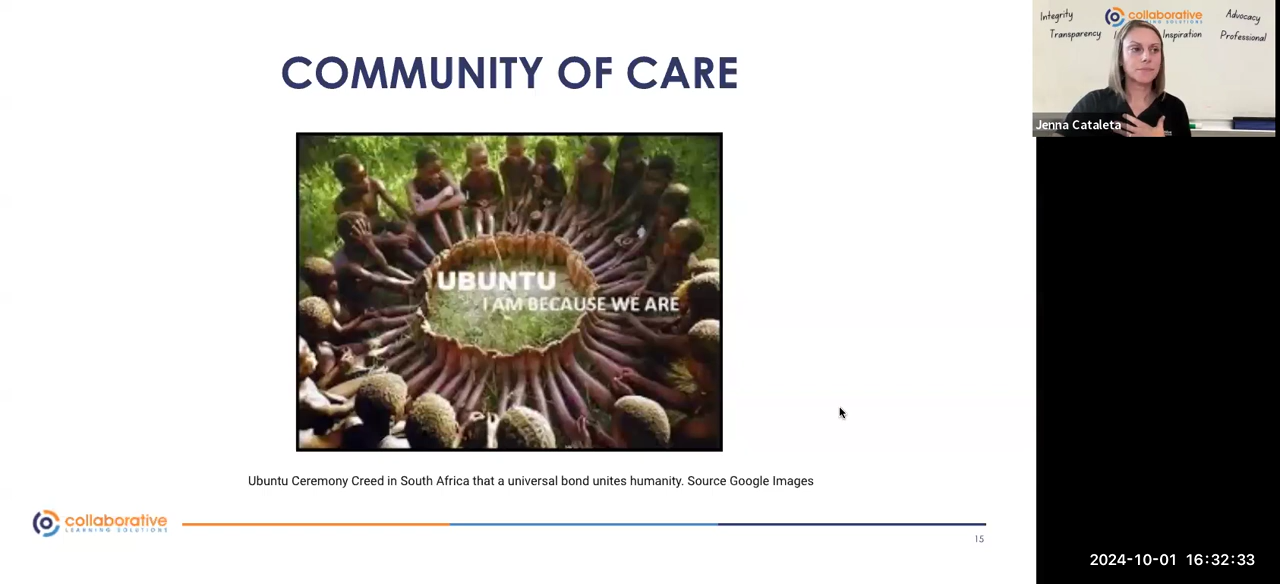 COMMUNITY OF CARE
UBUNTU
I AM BECAUSE WE ARE
Ubuntu Ceremony Creed in South Africa that a universal bond unites humanity. Source Google Images
collaborative
LEARNING SOLUTIONS
15
Integrity
collaborative
Advocacy
Transparency
Inspiration
Professional
Jenna Cataleta
2024-10-01 16:32:33